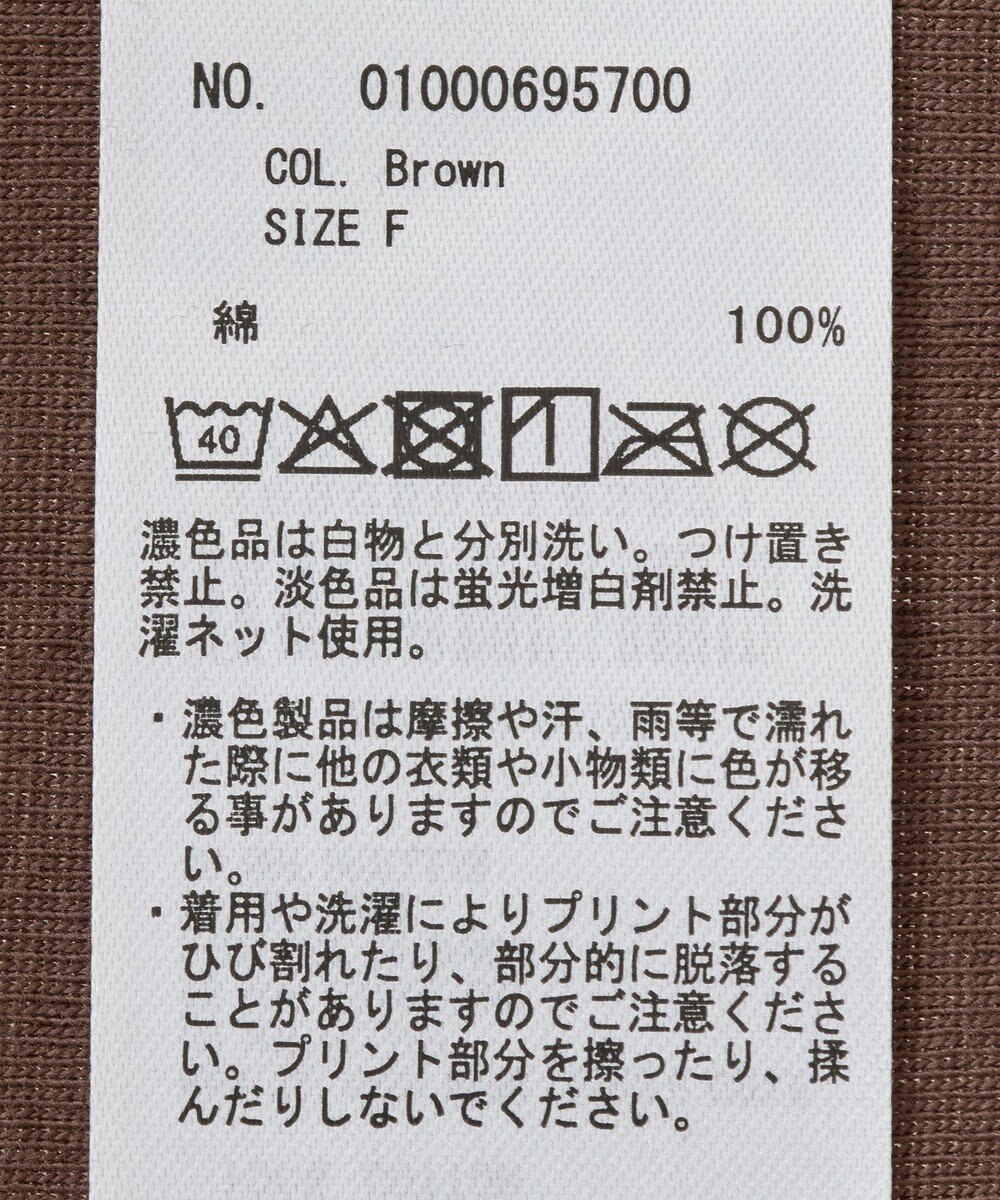 NO. 01000695700
COL. Brown
SIZE F
綿 100%
40
濃色品は白物と分別洗い。つけ置き
禁止。淡色品は蛍光増白剤禁止。洗
濯ネット使用。
・濃色製品は摩擦や汗、雨等で濡れ
た際に他の衣類や小物類に色が移
る事がありますのでご注意くださ
い。
・着用や洗濯によりプリント部分が
ひび割れたり、部分的に脱落する
ことがありますのでご注意くださ
い。プリント部分を擦ったり、揉
んだりしないでください。